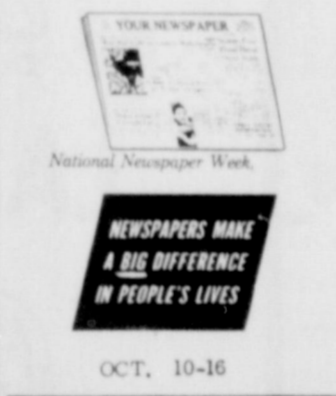 YOUR NEWSPAPER
National Newspaper Week,
NEWSPAPERS MAKE
A BIG DIFFERENCE
IN PEOPLE'S LIVES
OCT. 10-16